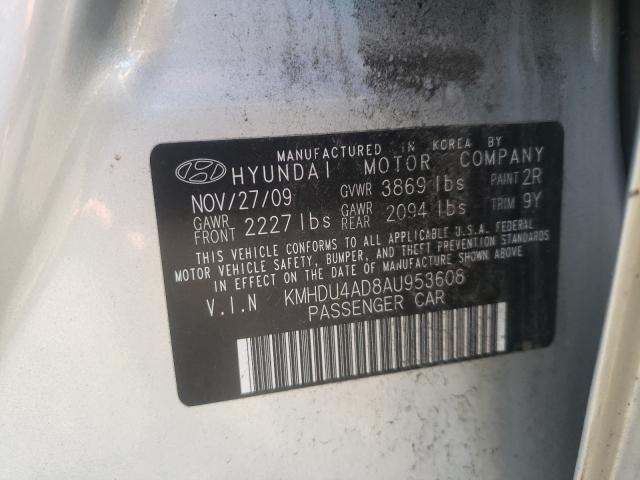 MANUFACTURED IN KOREA BY
HYUNDAI MOTOR COMPANY
NOV/27/09 GVWR 3869 lbs PAINT 2R
GAWR FRONT 2227 lbs GAWR REAR 2094 lbs TRIM 9Y
THIS VEHICLE CONFORMS TO ALL APPLICABLE U.S.A. FEDERAL
MOTOR VEHICLE SAFETY, BUMPER, AND THEFT PREVENTION STANDARDS
IN EFFECT ON THE DATE OF MANUFACTURE SHOWN ABOVE.
V.I.N KMHDU4AD8AU953608
PASSENGER CAR